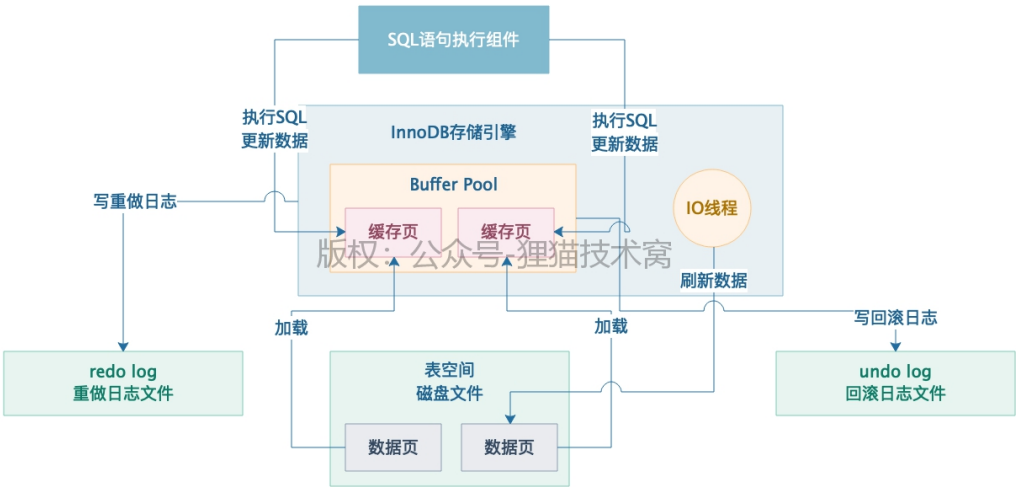 SQL语句执行组件
执行SQL
更新数据
执行SQL
更新数据
InnoDB存储引擎
Buffer Pool
缓存页
缓存页
IO线程
写重做日志
版权：公众号-狸猫技术窝
刷新数据
加载
加载
写回滚日志
redo log
重做日志文件
表空间
磁盘文件
数据页
数据页
undo log
回滚日志文件